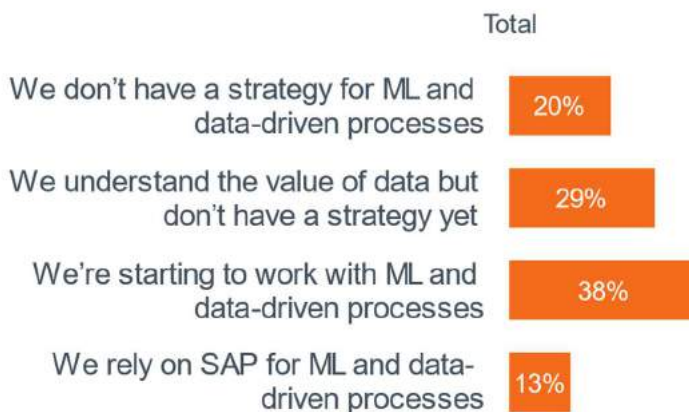 Total
We don't have a strategy for ML and
data-driven processes
20%
We understand the value of data but
don't have a strategy yet
29%
We're starting to work with ML and
data-driven processes
38%
We rely on SAP for ML and data-
driven processes
13%